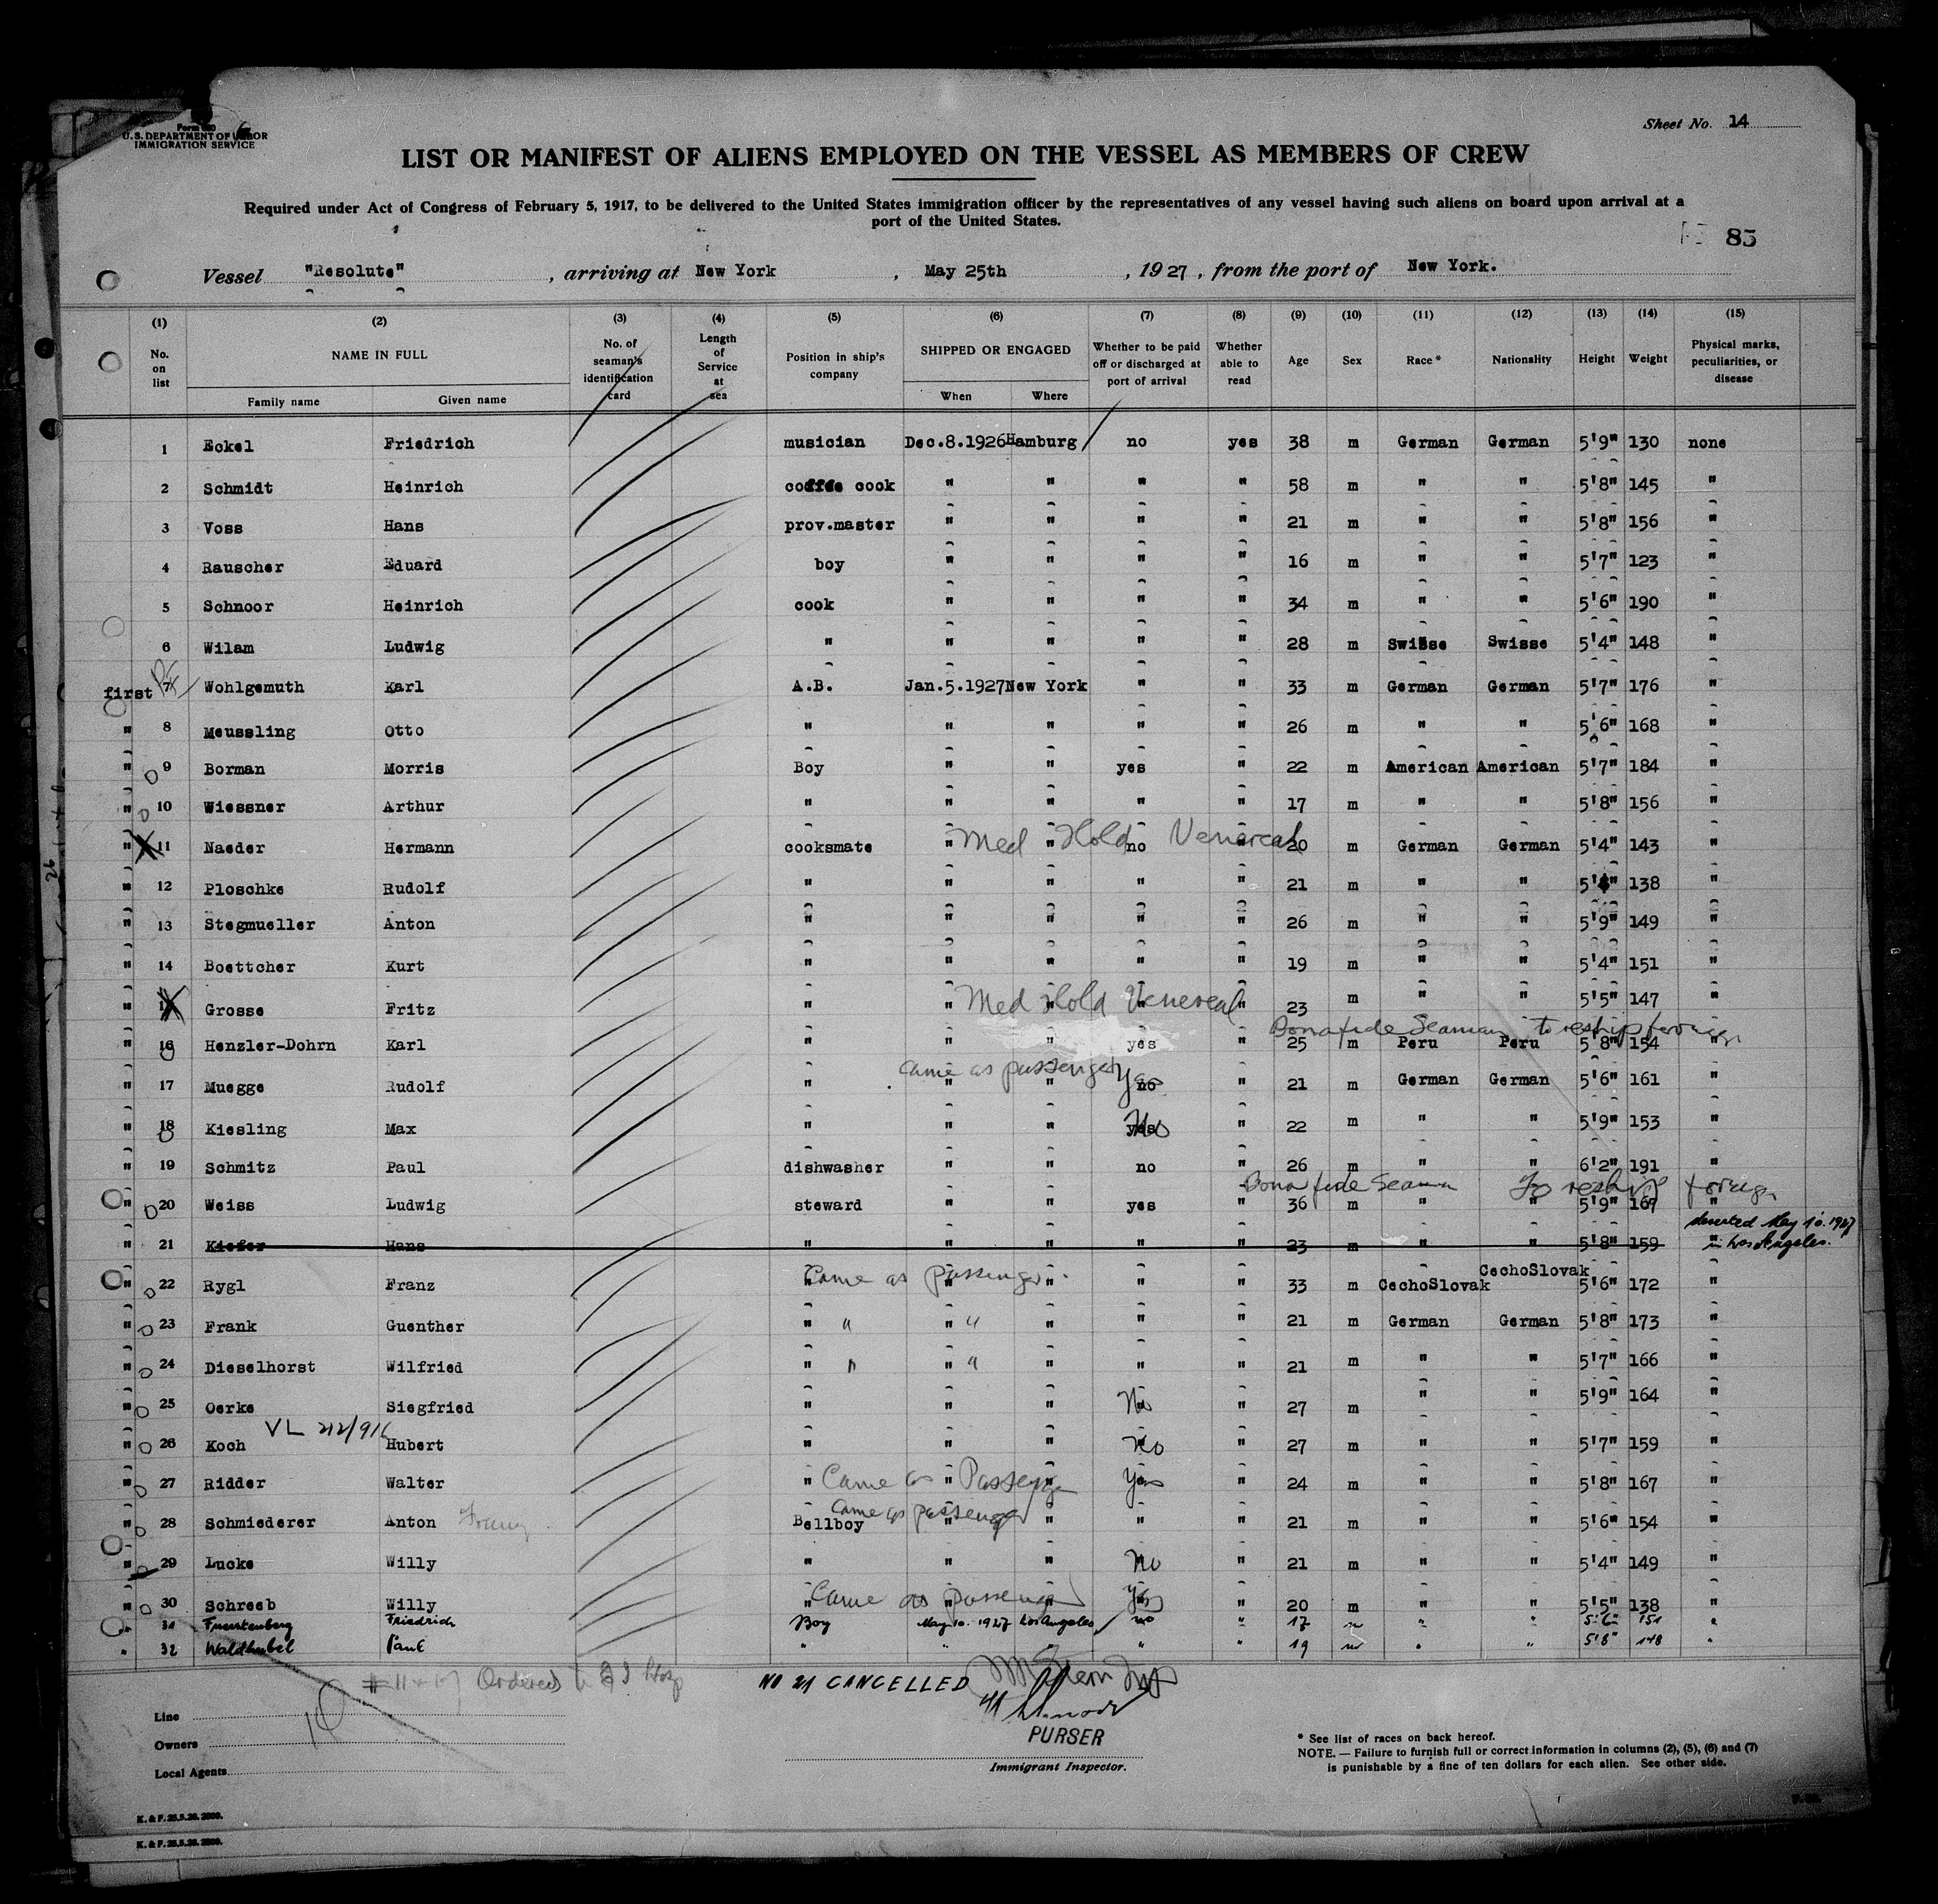 Form 680
U.S. DEPARTMENT OF LABOR
IMMIGRATION SERVICE
Sheet No. 14
LIST OR MANIFEST OF ALIENS EMPLOYED ON THE VESSEL AS MEMBERS OF CREW
Required under Act of Congress of February 5, 1917, to be delivered to the United States immigration officer by the representatives of any vessel having such aliens on board upon arrival at a
port of the United States.
85
Vessel "Resolute", arriving at New York, May 25th, 1927, from the port of New York.
(1) (2) (3) (4) (5) (6) (7) (8) (9) (10) (11) (12) (13) (14) (15)
No. on list NAME IN FULL Family name Given name No. of seaman's identification card Length of Service at sea Position in ship's company SHIPPED OR ENGAGED When Where Whether to be paid off or discharged at port of arrival Whether able to read Age Sex Race * Nationality Height Weight Physical marks, peculiarities, or disease
1 Eckel Friedrich musician Dec.8.1926 Hamburg no yes 38 m German German 5'9" 130 none
2 Schmidt Heinrich coffee cook " " " " 58 m " " 5'8" 145 "
3 Voss Hans prov.master " " " " 21 m " " 5'8" 156 "
4 Rauscher Eduard boy " " " " 16 m " " 5'7" 123 "
5 Schnoor Heinrich cook " " " " 34 m " " 5'6" 190 "
6 Wilam Ludwig " " " " " 28 m Swisse Swisse 5'4" 148 "
first 7 Wohlgemuth Karl A.B. Jan.5.1927 New York " " 33 m German German 5'7" 176 "
" 8 Meussling Otto " " " " " 26 m " " 5'6" 168 "
" 9 Borman Morris Boy " " yes " 22 m American American 5'7" 184 "
" 10 Wiessner Arthur " " " " " 17 m " " 5'8" 156 "
Med Hold Venereal
" 11 Naeder Hermann cooksmate " " no 20 m German German 5'4" 143 "
" 12 Ploschke Rudolf " " " " " 21 m " " 5' " 138 "
" 13 Stegmueller Anton " " " " " 26 m " " 5'9" 149 "
" 14 Boettcher Kurt " " " " " 19 m " " 5'4" 151 "
Med Hold Venereal
" Grosse Fritz " " " " " 23 m " " 5'5" 147 "
Bonafide Seaman to reship foreign
" 16 Henzler-Dohrn Karl " " yes " 25 m Peru Peru 5'8" 154 "
came as passenger yes
" 17 Muegge Rudolf " " " no " 21 m German German 5'6" 161 "
" 18 Kiesling Max " " " yes No " 22 m " " 5'9" 153 "
" 19 Schmitz Paul dishwasher " " no " 26 m " " 6'2" 191 "
Bona fide Seaman To reship foreign
" 20 Weiss Ludwig steward " " yes " 36 m " " 5'9" 167 "
deserted May 10.1927
" 21 Kiefer Hans " " " " " 23 m " " 5'8" 159 " in Los Angeles.
Came as passenger
" 22 Rygl Franz " " " " " 33 m CechoSlovak CechoSlovak 5'6" 172 "
" 23 Frank Guenther " " " " " " " 21 m German German 5'8" 173 "
" 24 Dieselhorst Wilfried " " " " " " " 21 m " " 5'7" 166 "
" 25 Oerke Siegfried " " " No " 27 m " " 5'9" 164 "
VL 212/916
" 26 Koch Hubert " " " No " 27 m " " 5'7" 159 "
" 27 Ridder Walter " Came as Passenger " " Yes " 24 m " " 5'8" 167 "
Came as passenger
" 28 Schmiederer Anton Bellboy " " " " 21 m " " 5'6" 154 "
" 29 Lucke Willy " " " No " 21 m " " 5'4" 149 "
Came as passenger yes
" 30 Schreeb Willy " " " " " 20 m " " 5'5" 138 "
" 31 Fuerstenberg Friedrich Boy May 10. 1927 Los Angeles no " 17 m " " 5'6" 151 "
" 32 Waldhubel Paul " " " " " 19 m " " 5'8" 148 "
Ordered to Hosp
NO 21 CANCELLED
PURSER
Line
Owners
Local Agents
Immigrant Inspector.
* See list of races on back hereof.
NOTE. — Failure to furnish full or correct information in columns (2), (5), (6) and (7)
is punishable by a fine of ten dollars for each alien. See other side.
K. & F. 25.5.26. 2000.
K. & F. 25.5.26. 2000.